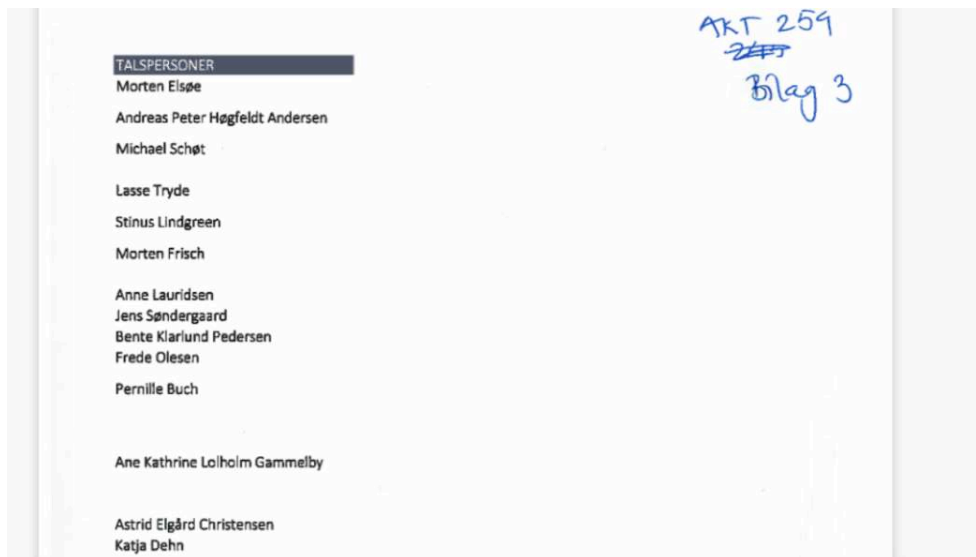 AKT 259
Bilag 3
TALSPERSONER
Morten Elsøe
Andreas Peter Høgfeldt Andersen
Michael Schøt
Lasse Tryde
Stinus Lindgreen
Morten Frisch
Anne Lauridsen
Jens Søndergaard
Bente Klarlund Pedersen
Frede Olesen
Pernille Buch
Ane Kathrine Lolholm Gammelby
Astrid Elgård Christensen
Katja Dehn